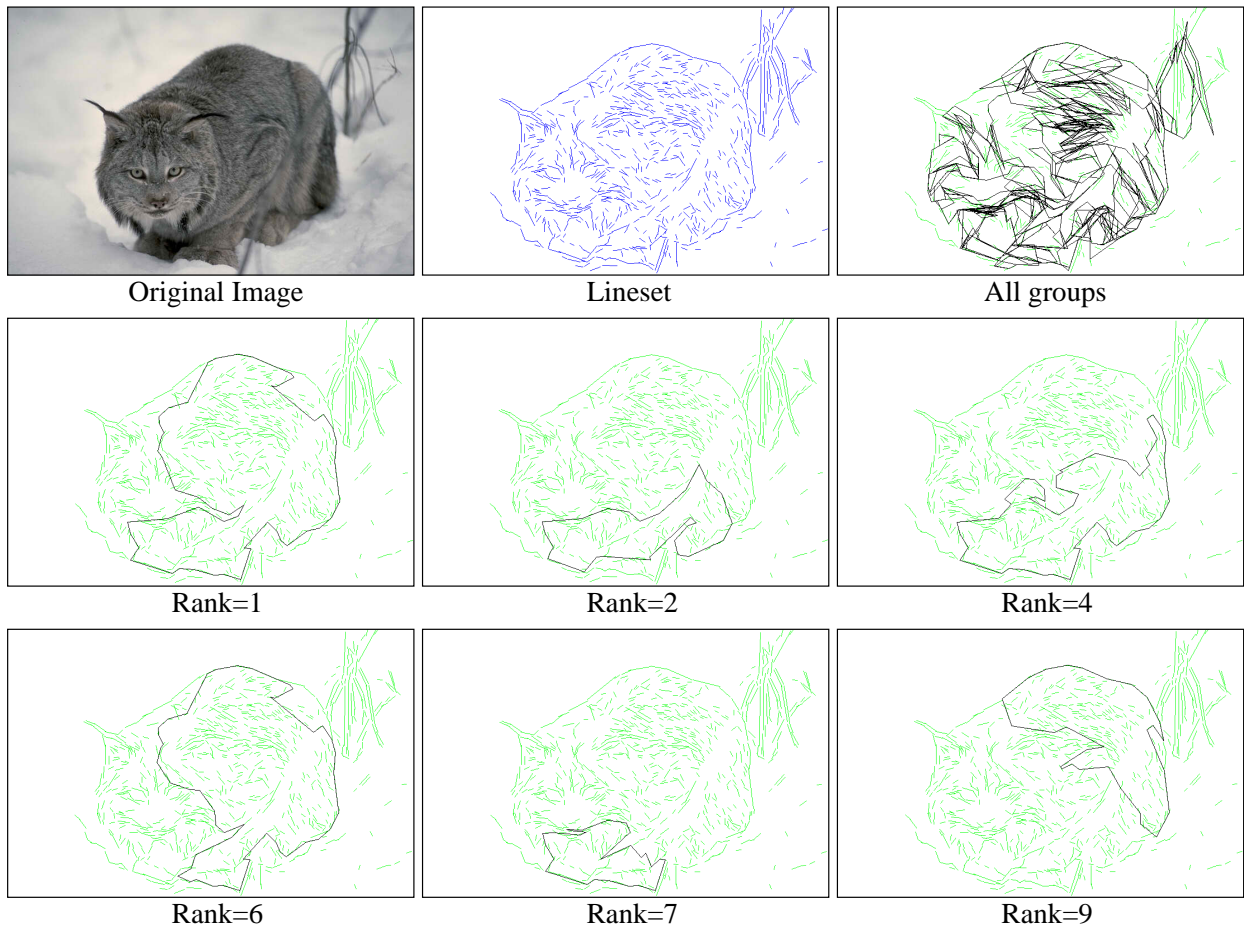 Original Image
Lineset
All groups
Rank=1
Rank=2
Rank=4
Rank=6
Rank=7
Rank=9